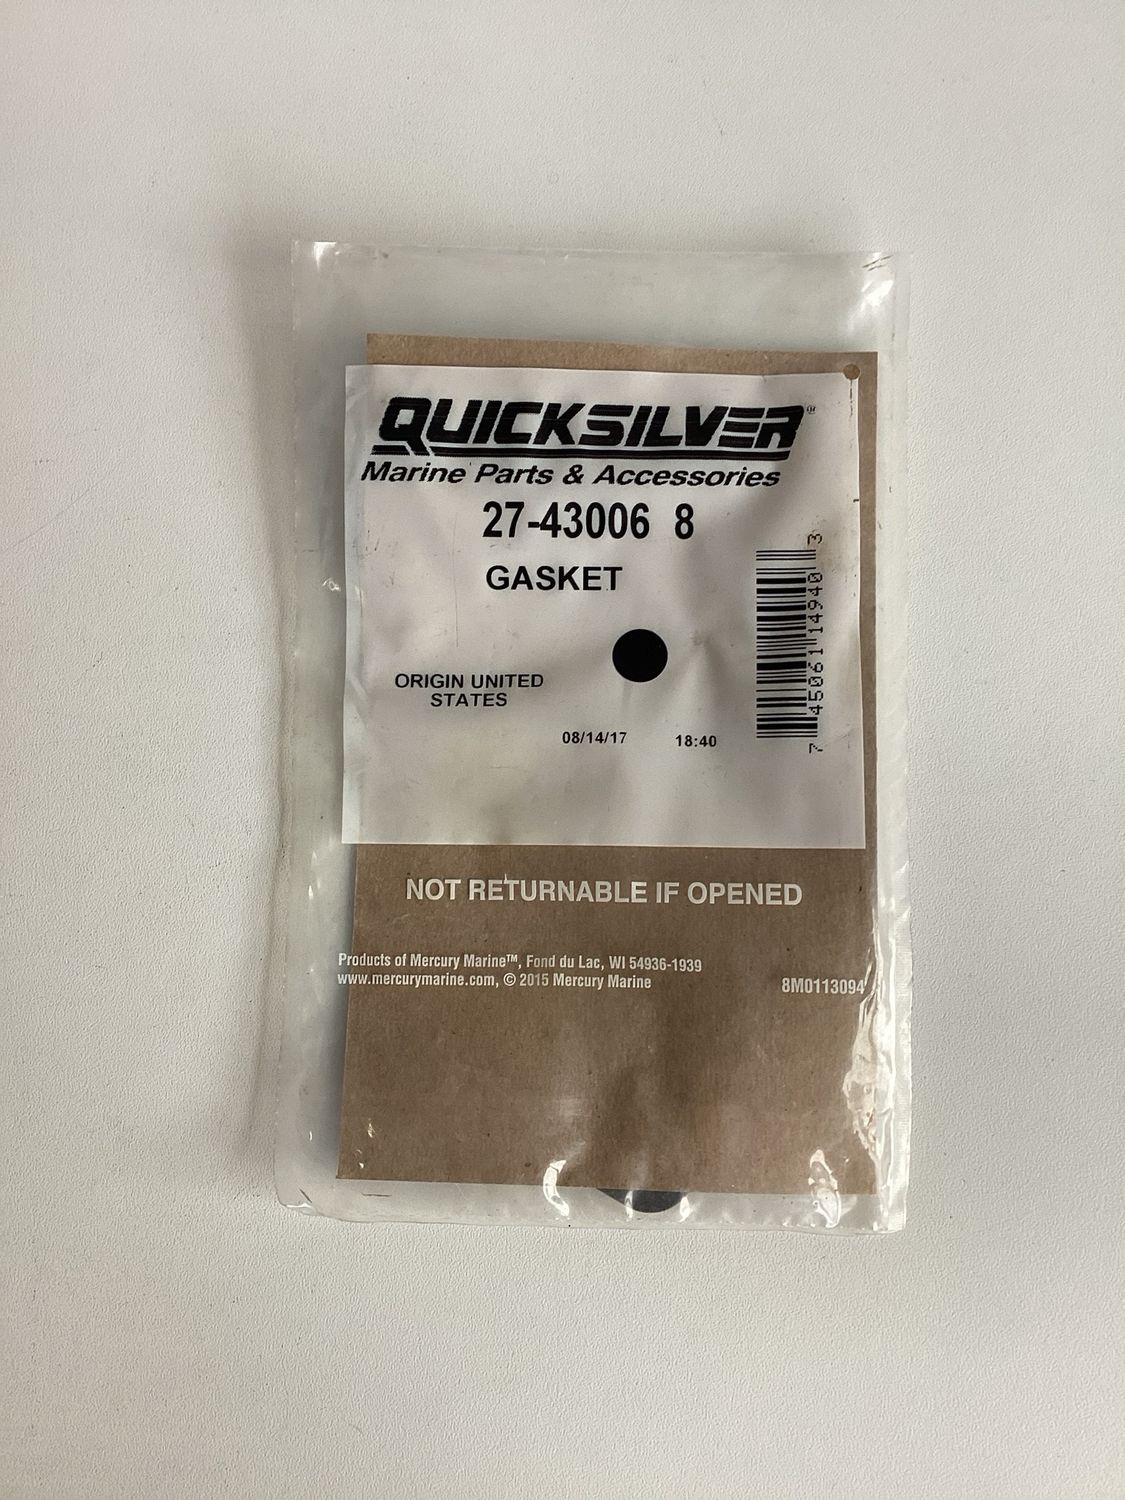 QUICKSILVER®
Marine Parts & Accessories
27-43006 8
GASKET
ORIGIN UNITED
STATES
08/14/17 18:40
7 45061 14940 3
NOT RETURNABLE IF OPENED
Products of Mercury Marine™, Fond du Lac, WI 54936-1939
www.mercurymarine.com, © 2015 Mercury Marine
8M0113094